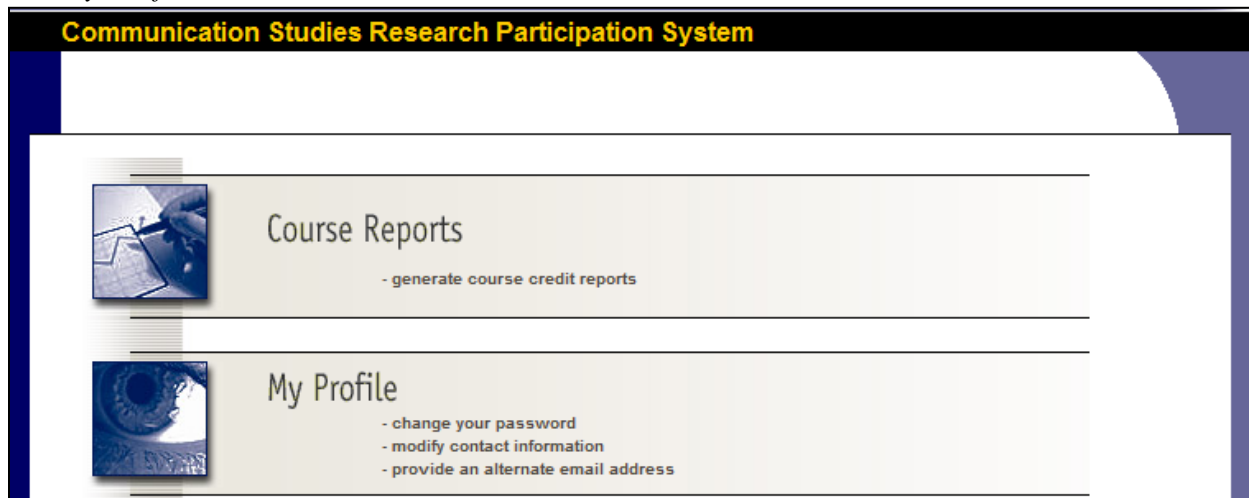 Communication Studies Research Participation System
Course Reports
- generate course credit reports
My Profile
- change your password
- modify contact information
- provide an alternate email address